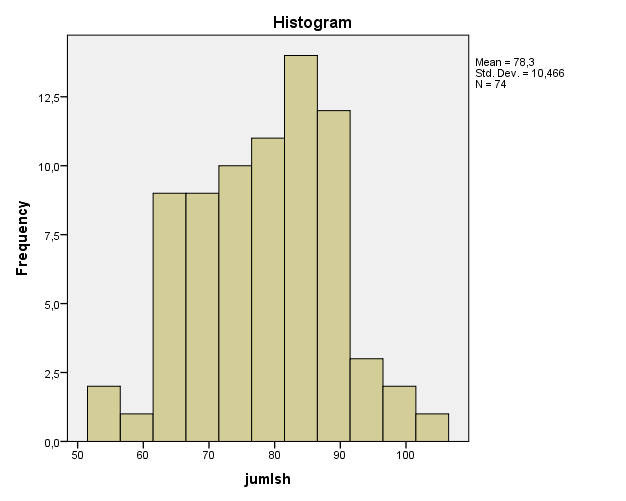 Histogram
Mean = 78,3
Std. Dev. = 10,466
N = 74
Frequency
12,5
10,0
7,5
5,0
2,5
0,0
50 60 70 80 90 100
jumlsh